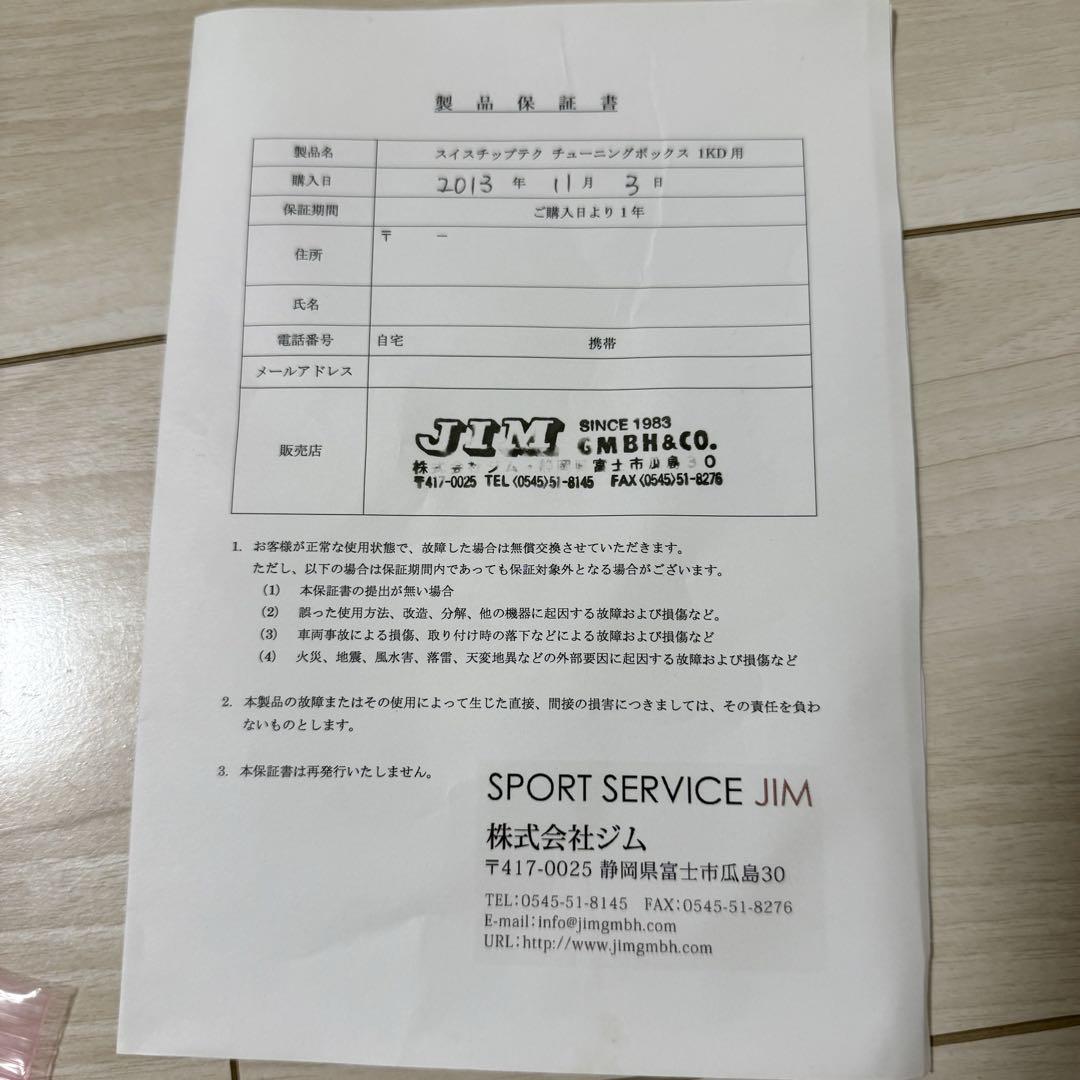 製品保証書
製品名 スイスチップテク チューニングボックス 1KD用
購入日 2013 年 11 月 3 日
保証期間 ご購入日より1年
住所 〒 －
氏名
電話番号 自宅 携帯
メールアドレス
販売店
JIM SINCE 1983
GMBH&CO.
株 ム・静岡 富士市瓜島30
〒417-0025 TEL〈0545〉51-8145 FAX〈0545〉51-8276
1. お客様が正常な使用状態で、故障した場合は無償交換させていただきます。
ただし、以下の場合は保証期間内であっても保証対象外となる場合がございます。
(1) 本保証書の提出が無い場合
(2) 誤った使用方法、改造、分解、他の機器に起因する故障および損傷など。
(3) 車両事故による損傷、取り付け時の落下などによる故障および損傷など
(4) 火災、地震、風水害、落雷、天変地異などの外部要因に起因する故障および損傷など
2. 本製品の故障またはその使用によって生じた直接、間接の損害につきましては、その責任を負わ
ないものとします。
3. 本保証書は再発行いたしません。
SPORT SERVICE JIM
株式会社ジム
〒417-0025 静岡県富士市瓜島30
TEL:0545-51-8145 FAX:0545-51-8276
E-mail:info@jimgmbh.com
URL:http://www.jimgmbh.com